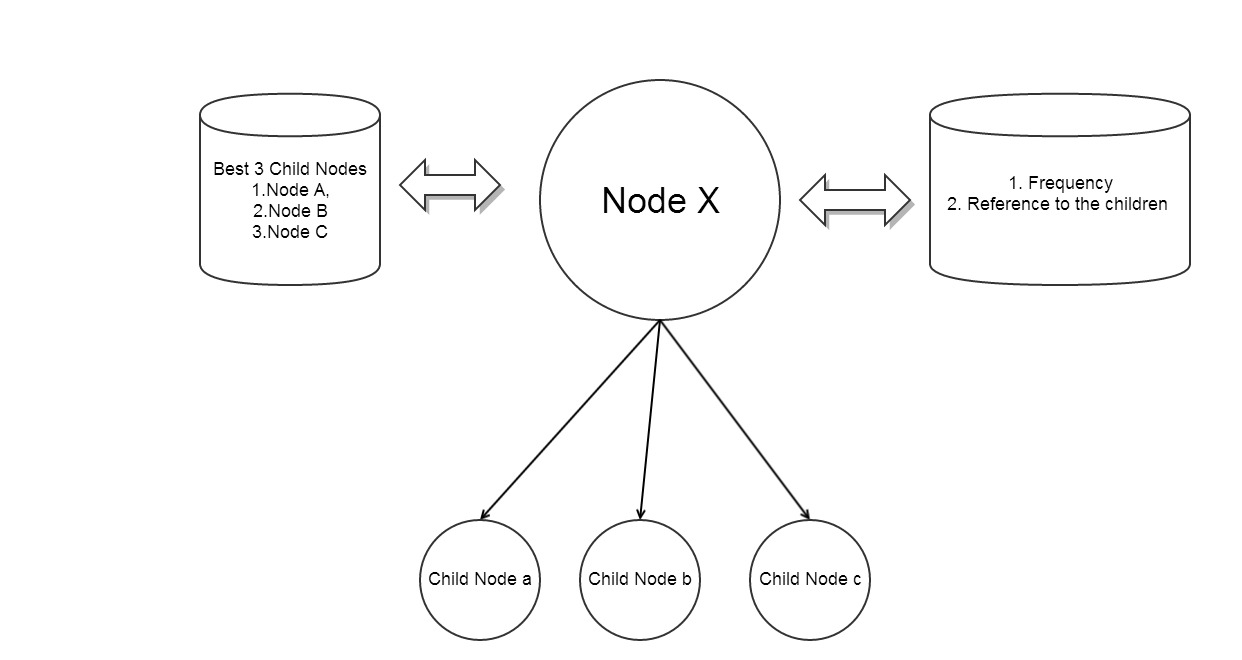 Best 3 Child Nodes
1.Node A,
2.Node B
3.Node C
Node X
1. Frequency
2. Reference to the children
Child Node a
Child Node b
Child Node c